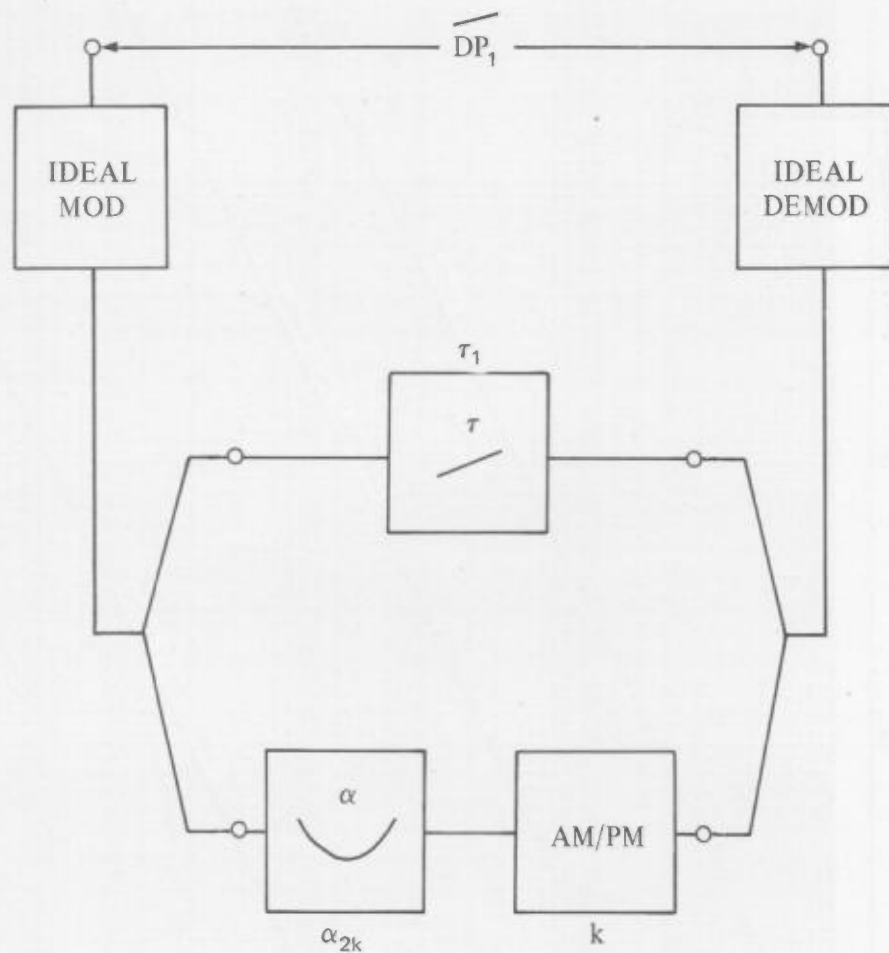 DP₁
IDEAL
MOD
IDEAL
DEMOD
τ₁
τ
α
AM/PM
α₂ₖ
k